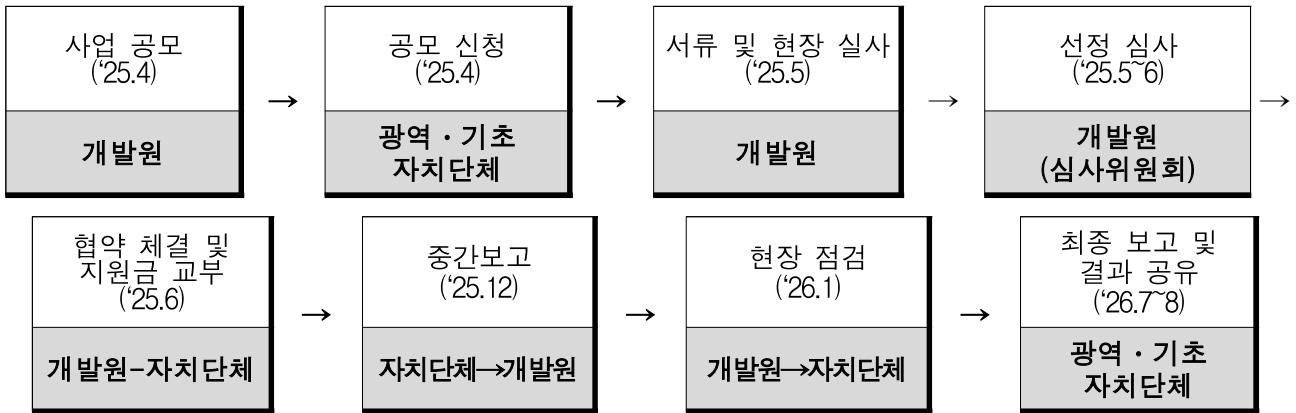 사업 공모
(‘25.4)
개발원
→
공모 신청
(‘25.4)
광역・기초
자치단체
→
서류 및 현장 실사
(‘25.5)
개발원
→
선정 심사
(‘25.5~6)
개발원
(심사위원회)
→
협약 체결 및
지원금 교부
(‘25.6)
개발원-자치단체
→
중간보고
(‘25.12)
자치단체→개발원
→
현장 점검
(‘26.1)
개발원→자치단체
→
최종 보고 및
결과 공유
(‘26.7~8)
광역・기초
자치단체